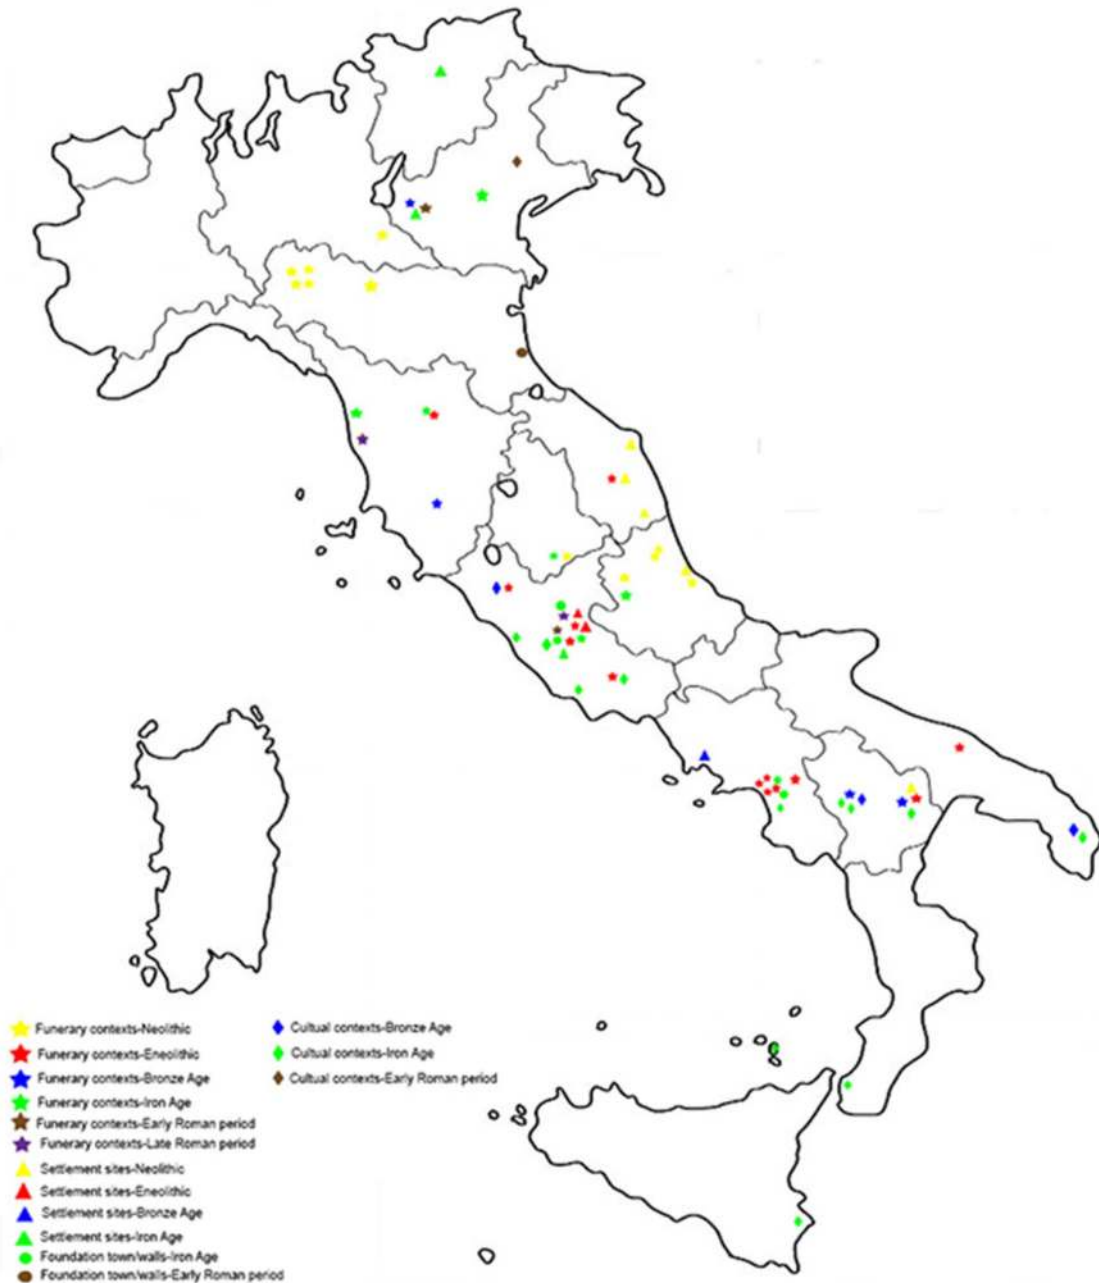 Funerary contexts-Neolithic
Funerary contexts-Eneolithic
Funerary contexts-Bronze Age
Funerary contexts-Iron Age
Funerary contexts-Early Roman period
Funerary contexts-Late Roman period
Settlement sites-Neolithic
Settlement sites-Eneolithic
Settlement sites-Bronze Age
Settlement sites-Iron Age
Foundation town/walls-Iron Age
Foundation town/walls-Early Roman period
Cultual contexts-Bronze Age
Cultual contexts-Iron Age
Cultual contexts-Early Roman period